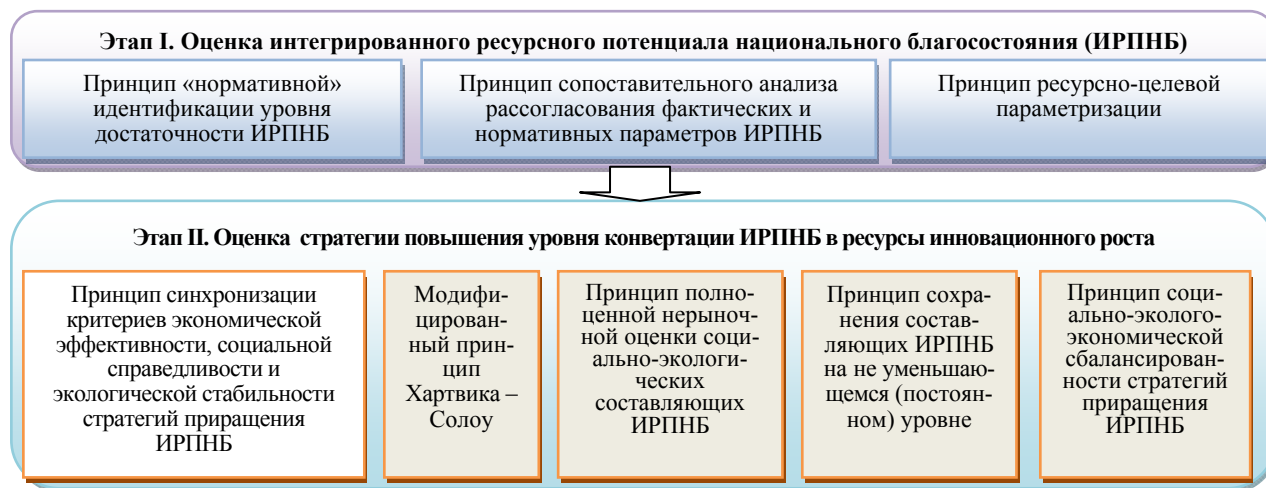 Этап I. Оценка интегрированного ресурсного потенциала национального благосостояния (ИРПНБ)
Принцип «нормативной»
идентификации уровня
достаточности ИРПНБ
Принцип сопоставительного анализа
рассогласования фактических и
нормативных параметров ИРПНБ
Принцип ресурсно-целевой
параметризации
Этап II. Оценка стратегии повышения уровня конвертации ИРПНБ в ресурсы инновационного роста
Принцип синхронизации
критериев экономической
эффективности, социальной
справедливости и
экологической стабильности
стратегий приращения
ИРПНБ
Модифи-
цирован-
ный прин-
цип
Хартвика –
Солоу
Принцип полно-
ценной нерыноч-
ной оценки соци-
ально-экологи-
ческих
составляющих
ИРПНБ
Принцип сохра-
нения состав-
ляющих ИРПНБ
на не уменьшаю-
щемся (постоян-
ном) уровне
Принцип соци-
ально-эколого-
экономической
сбалансирован-
ности стратегий
приращения
ИРПНБ